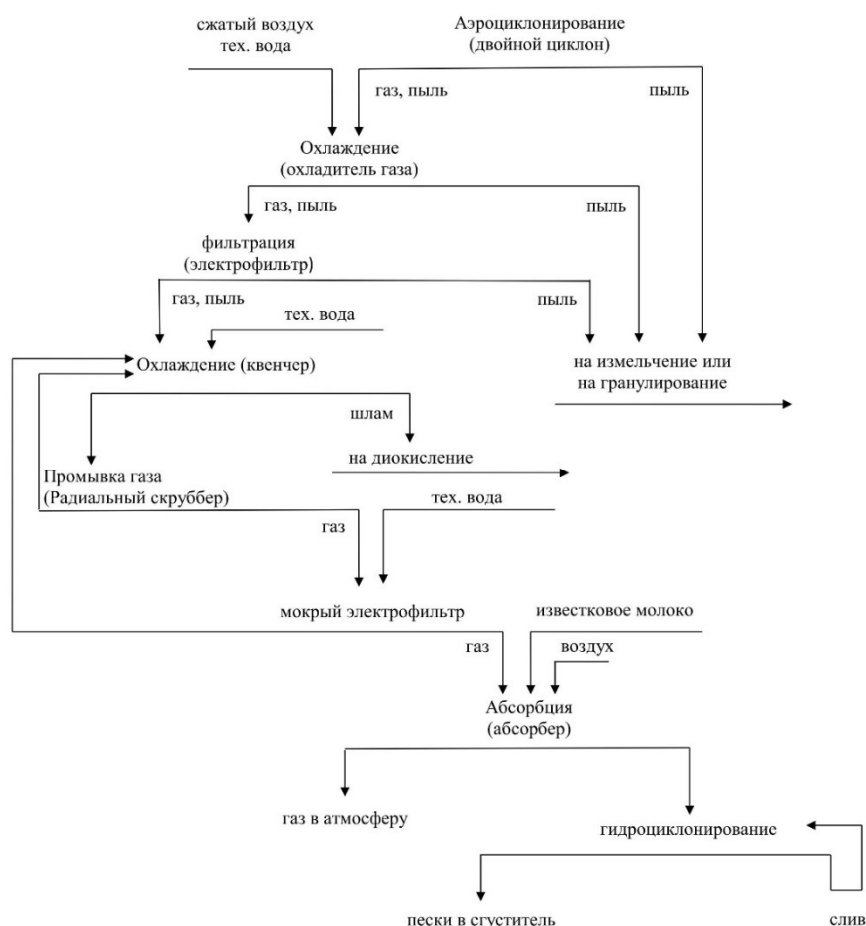 сжатый воздух
тех. вода
Аэроциклонирование
(двойной циклон)
газ, пыль
пыль
Охлаждение
(охладитель газа)
газ, пыль
пыль
фильтрация
(электрофильтр)
газ, пыль
пыль
тех. вода
Охлаждение (квенчер)
на измельчение или
на гранулирование
шлам
на диокисление
Промывка газа
(Радиальный скруббер)
тех. вода
газ
мокрый электрофильтр
известковое молоко
газ
воздух
Абсорбция
(абсорбер)
газ в атмосферу
гидроциклонирование
пески в сгуститель
слив